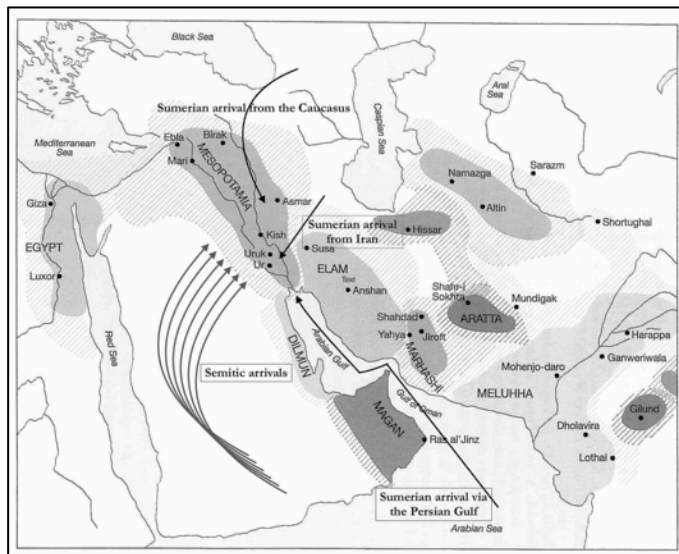 Black Sea
Aral
Sea
Sumerian arrival from the Caucasus
Caspian Sea
Mediterranean
Sea
Ebla
Birak
Mari
MESOPOTAMIA
Namazga
Sarazm
Giza
Asmar
Altin
Shortughai
Kish
Sumerian arrival
from Iran
Hissar
EGYPT
Uruk
Ur
Susa
ELAM
Text
Anshan
Luxor
Shahr-i
Sokhta
Mundigak
ARATTA
Shahdad
Yahya
Jiroft
Harappa
Ganweriwala
Red Sea
Arabian Gulf
MARHASHI
Mohenjo-daro
Semitic arrivals
DILMUN
MELUHHA
Gulf of Oman
Gilund
MAGAN
Dholavira
Ras al'Jinz
Lothal
Sumerian arrival via
the Persian Gulf
Arabian Sea